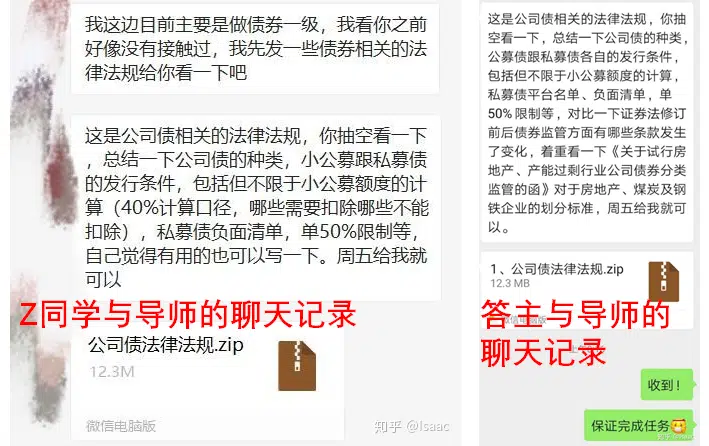 我这边目前主要是做债券一级，我看你之前
好像没有接触过，我先发一些债券相关的法
律法规给你看一下吧
这是公司债相关的法律法规，你抽空看一下
，总结一下公司债的种类，小公募跟私募债
的发行条件，包括但不限于小公募额度的计
算（40%计算口径，哪些需要扣除哪些不能
扣除），私募债负面清单，单50%限制等，
自己觉得有用的也可以写一下。周五给我就
可以
Z同学与导师的聊天记录
公司债法律法规.zip
12.3M
微信电脑版
知乎 @Isaac
这是公司债相关的法律法规，你抽
空看一下，总结一下公司债的种类，
公募债跟私募债各自的发行条件，
包括但不限于小公募额度的计算，
私募债平台名单、负面清单，单
50%限制等，对比一下证券法修订
前后债券监管方面有哪些条款发生
了变化，着重看一下《关于试行房
地产、产能过剩行业公司债券分类
监管的函》对于房地产、煤炭及钢
铁企业的划分标准，周五给我就可
以。
1、公司债法律法规.zip
12.3 MB
微信电脑版
答主与导师的
聊天记录
收到！
保证完成任务